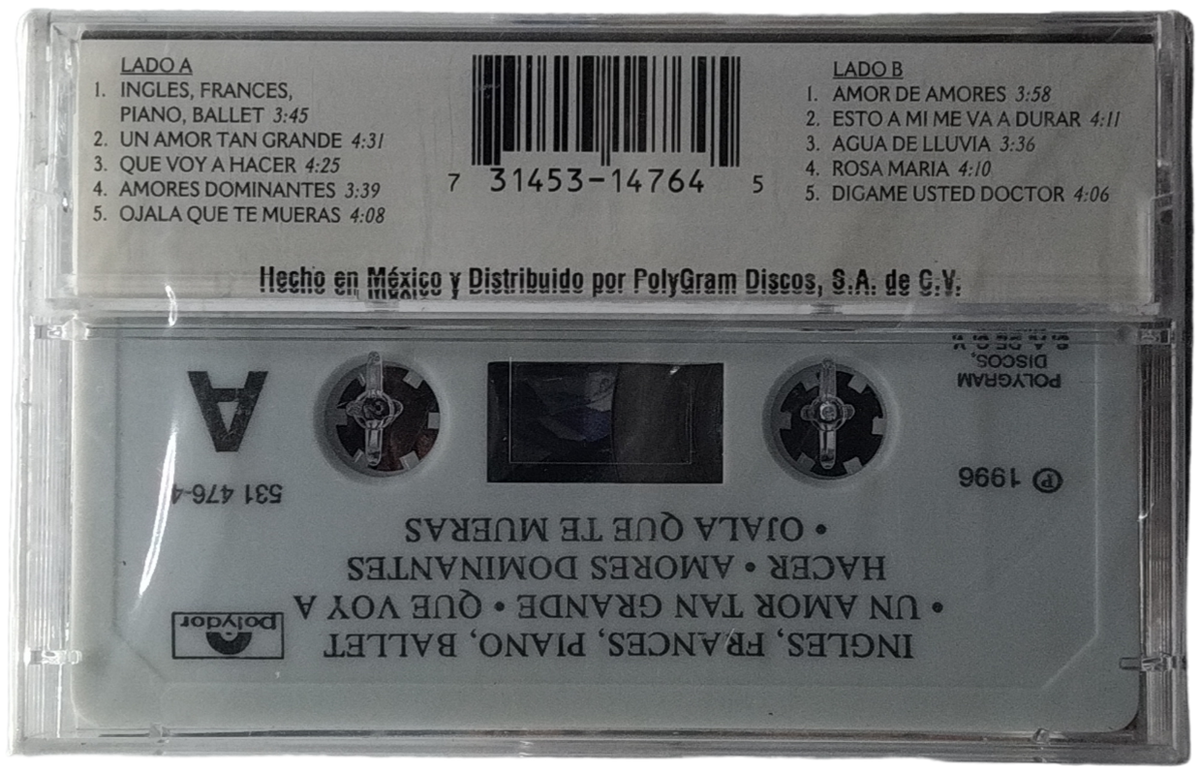 LADO A
1. INGLES, FRANCES,
PIANO, BALLET 3:45
2. UN AMOR TAN GRANDE 4:31
3. QUE VOY A HACER 4:25
4. AMORES DOMINANTES 3:39
5. OJALA QUE TE MUERAS 4:08
7 31453-14764 5
LADO B
1. AMOR DE AMORES 3:58
2. ESTO A MI ME VA A DURAR 4:11
3. AGUA DE LLUVIA 3:36
4. ROSA MARIA 4:10
5. DIGAME USTED DOCTOR 4:06
Hecho en México y Distribuido por PolyGram Discos, S.A. de C.V.
INGLES, FRANCES, PIANO, BALLET
• UN AMOR TAN GRANDE • QUE VOY A
HACER • AMORES DOMINANTES
• OJALA QUE TE MUERAS
polydor
℗ 1996
531 476-4
A
POLYGRAM
DISCOS,
S.A. DE C.V.